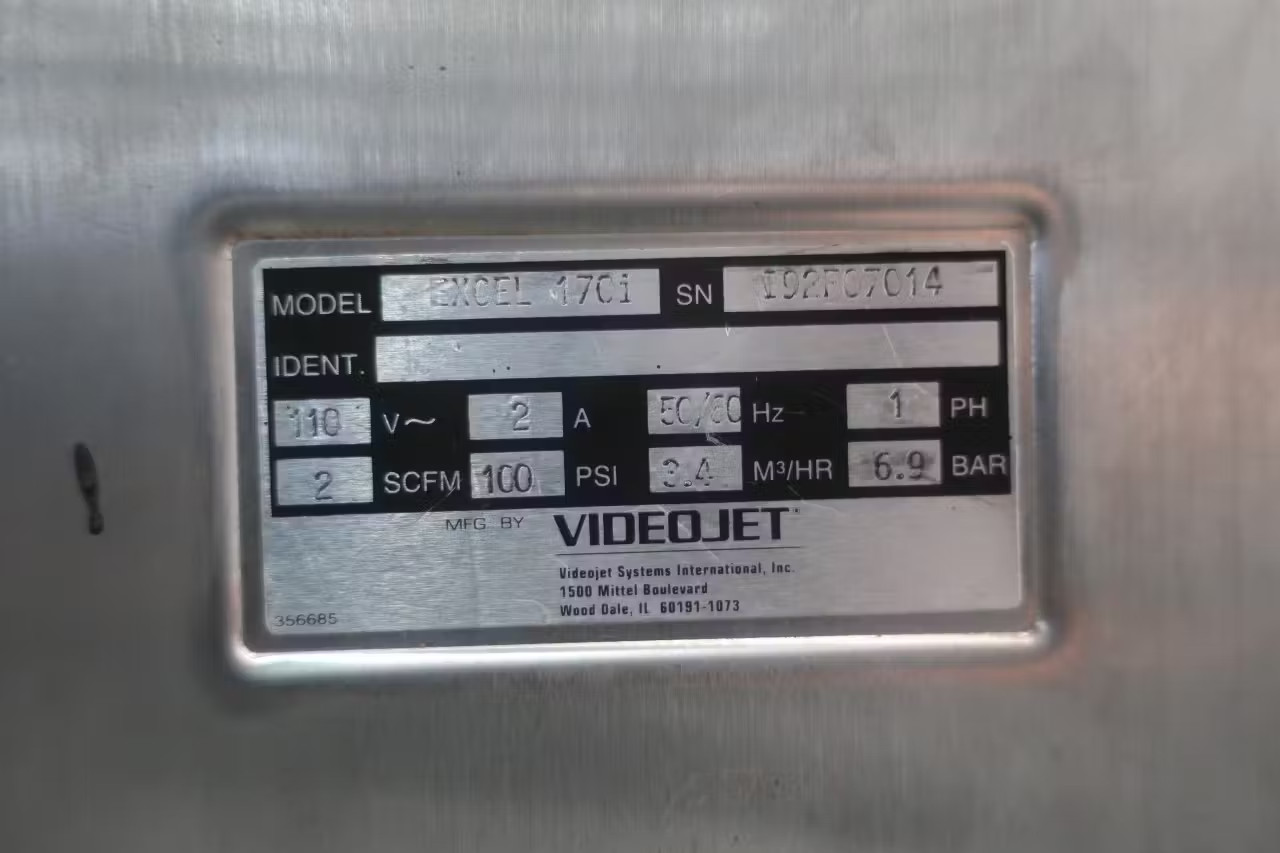 MODEL EXCEL 170i SN I92F07014
IDENT.
110 V~ 2 A 50/60 Hz 1 PH
2 SCFM 100 PSI 3.4 M³/HR 6.9 BAR
MFG. BY VIDEOJET
Videojet Systems International, Inc.
1500 Mittel Boulevard
Wood Dale, IL 60191-1073
356685